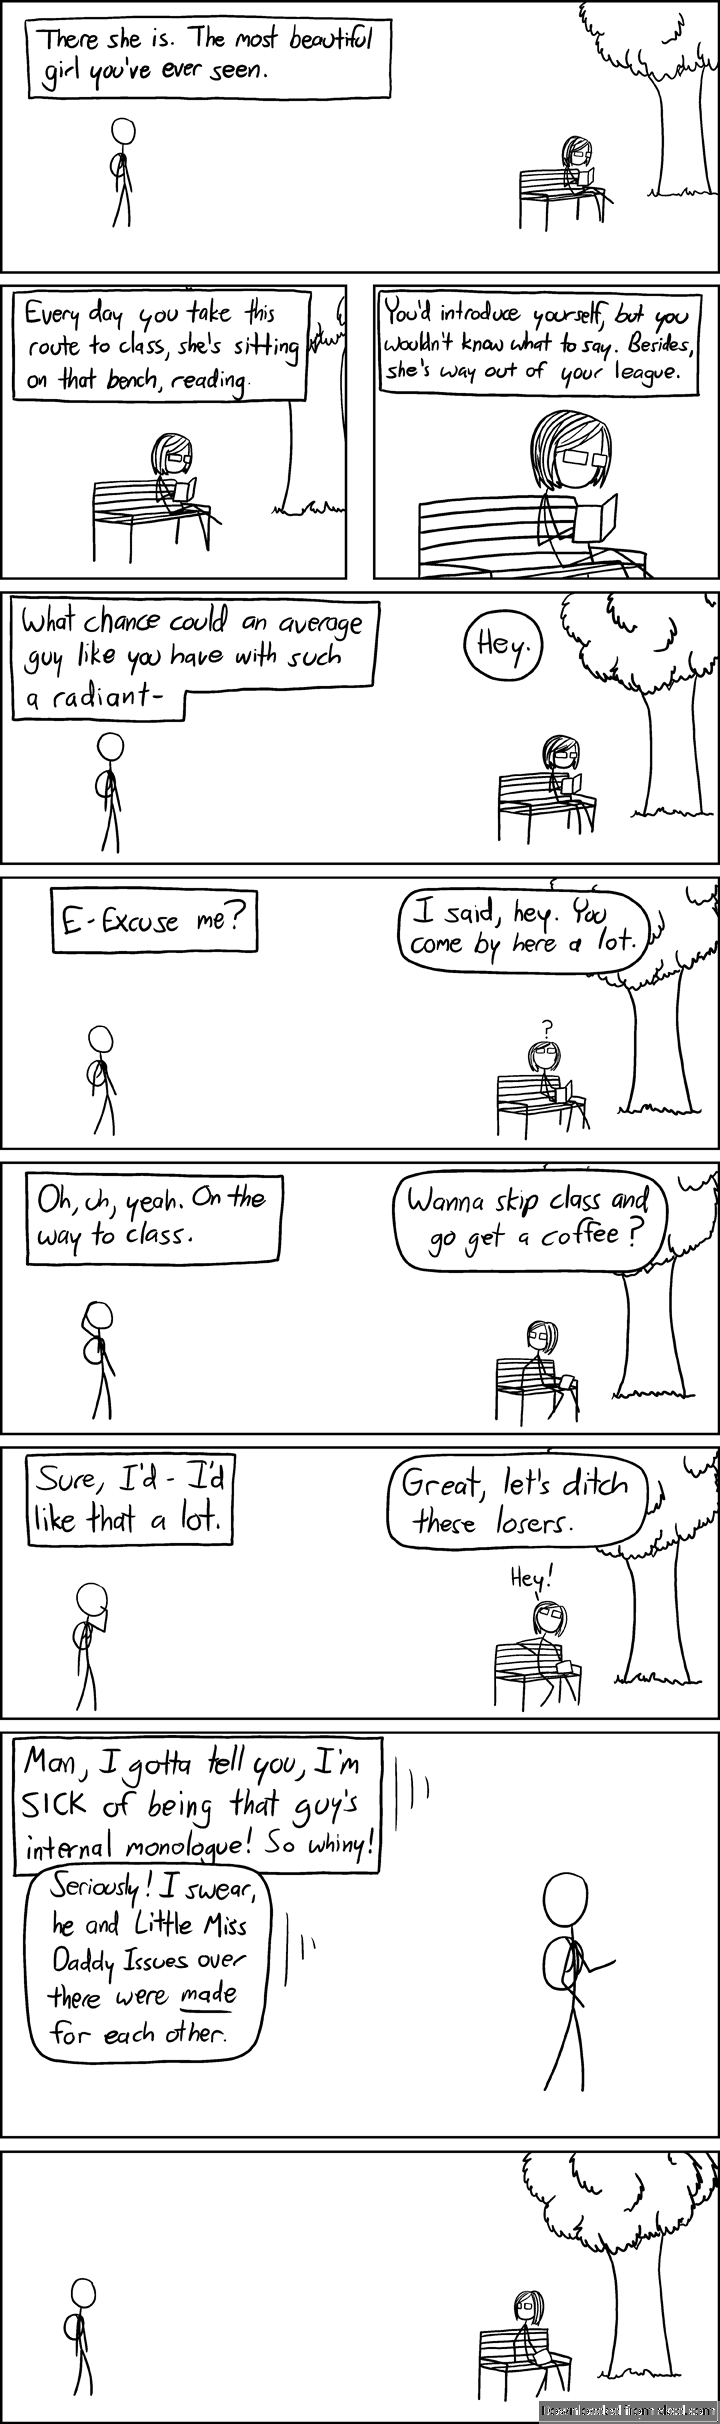 There she is. The most beautiful
girl you've ever seen.
Every day you take this
route to class, she's sitting
on that bench, reading.
You'd introduce yourself, but you
wouldn't know what to say. Besides,
she's way out of your league.
What chance could an average
guy like you have with such
a radiant-
Hey.
E-Excuse me?
I said, hey. You
come by here a lot.
?
Oh, uh, yeah. On the
way to class.
Wanna skip class and
go get a coffee?
Sure, I'd - I'd
like that a lot.
Great, let's ditch
these losers.
Hey!
Man, I gotta tell you, I'm
SICK of being that guy's
internal monologue! So whiny!
Seriously! I swear,
he and Little Miss
Daddy Issues over
there were made
for each other.
Downloaded from xkcd.com